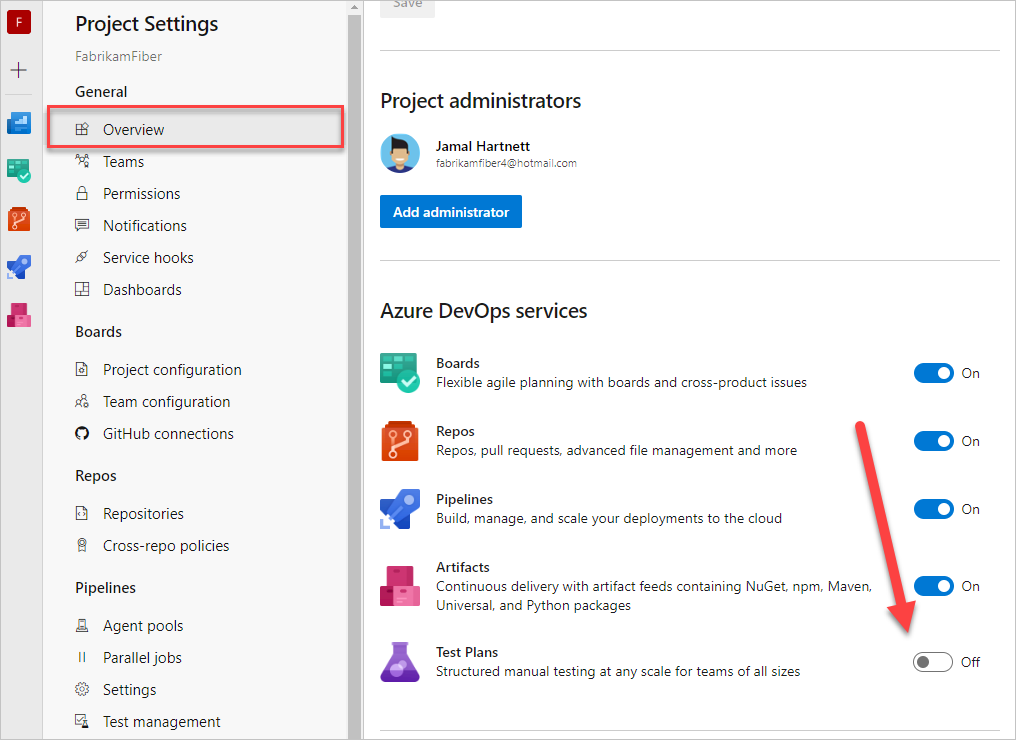 F
Project Settings
FabrikamFiber
General
Overview
Teams
Permissions
Notifications
Service hooks
Dashboards
Boards
Project configuration
Team configuration
GitHub connections
Repos
Repositories
Cross-repo policies
Pipelines
Agent pools
Parallel jobs
Settings
Test management
Save
Project administrators
Jamal Hartnett
fabrikamfiber4@hotmail.com
Add administrator
Azure DevOps services
Boards
Flexible agile planning with boards and cross-product issues
On
Repos
Repos, pull requests, advanced file management and more
On
Pipelines
Build, manage, and scale your deployments to the cloud
On
Artifacts
Continuous delivery with artifact feeds containing NuGet, npm, Maven,
Universal, and Python packages
On
Test Plans
Structured manual testing at any scale for teams of all sizes
Off